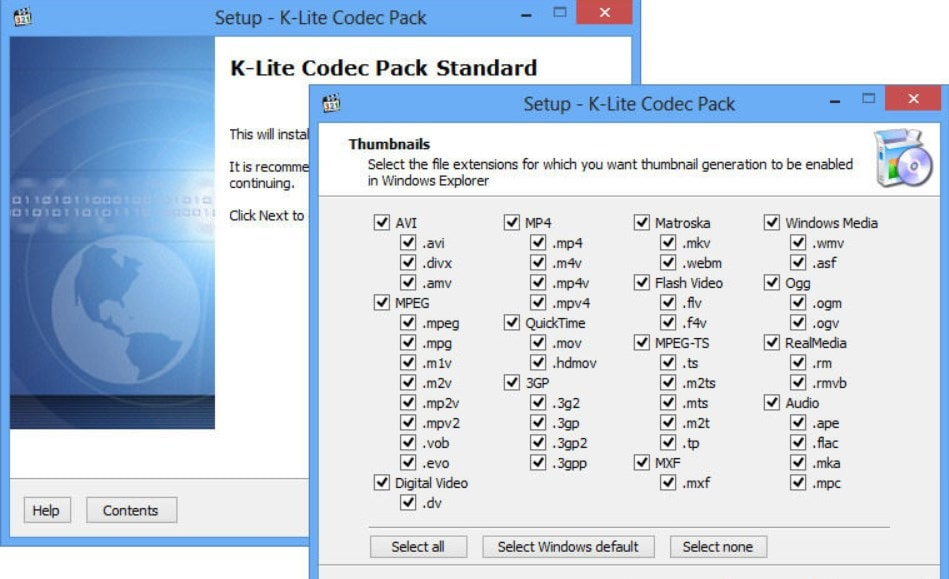 Setup - K-Lite Codec Pack
K-Lite Codec Pack Standard
This will instal
It is recomme
continuing.
Click Next to
Help
Contents
321
Setup - K-Lite Codec Pack
321
Thumbnails
Select the file extensions for which you want thumbnail generation to be enabled
in Windows Explorer
AVI
.avi
.divx
.amv
MPEG
.mpeg
.mpg
.m1v
.m2v
.mp2v
.mpv2
.vob
.evo
Digital Video
.dv
MP4
.mp4
.m4v
.mp4v
.mpv4
QuickTime
.mov
.hdmov
3GP
.3g2
.3gp
.3gp2
.3gpp
Matroska
.mkv
.webm
Flash Video
.flv
.f4v
MPEG-TS
.ts
.m2ts
.mts
.m2t
.tp
MXF
.mxf
Windows Media
.wmv
.asf
Ogg
.ogm
.ogv
RealMedia
.rm
.rmvb
Audio
.ape
.flac
.mka
.mpc
Select all
Select Windows default
Select none